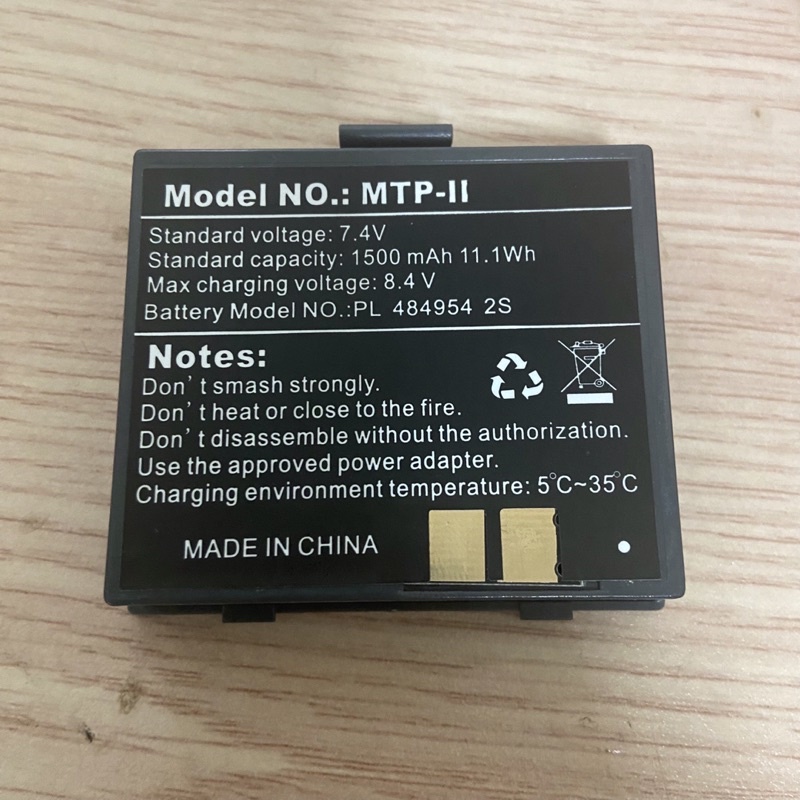 Model NO.: MTP-II
Standard voltage: 7.4V
Standard capacity: 1500 mAh 11.1Wh
Max charging voltage: 8.4 V
Battery Model NO.:PL 484954 2S
Notes:
Don't smash strongly.
Don't heat or close to the fire.
Don't disassemble without the authorization.
Use the approved power adapter.
Charging environment temperature: 5°C~35°C
MADE IN CHINA